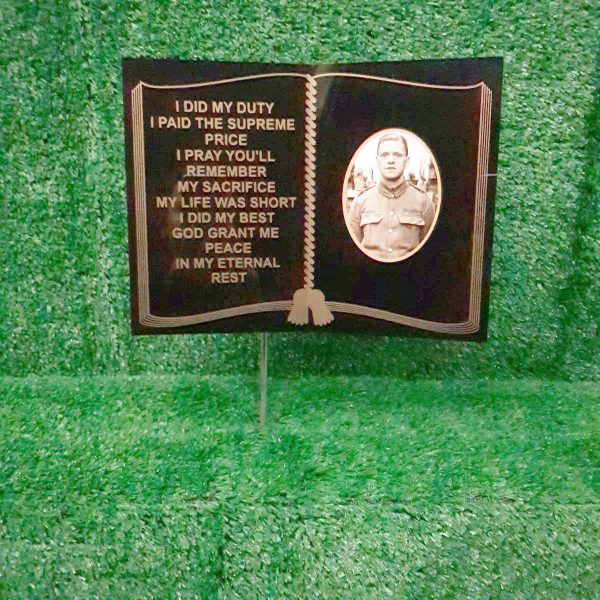 I DID MY DUTY
I PAID THE SUPREME
PRICE
I PRAY YOU'LL
REMEMBER
MY SACRIFICE
MY LIFE WAS SHORT
I DID MY BEST
GOD GRANT ME
PEACE
IN MY ETERNAL
REST